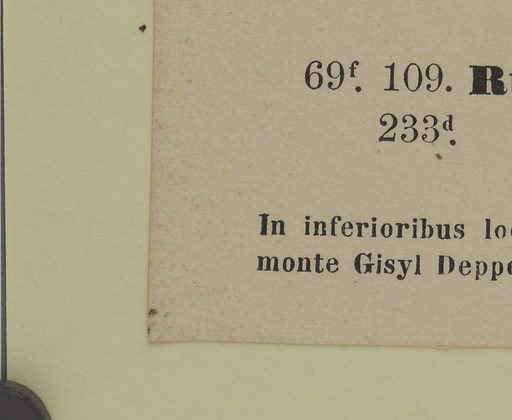 69f. 109.
233d.
In inferioribus
monte Gisyl